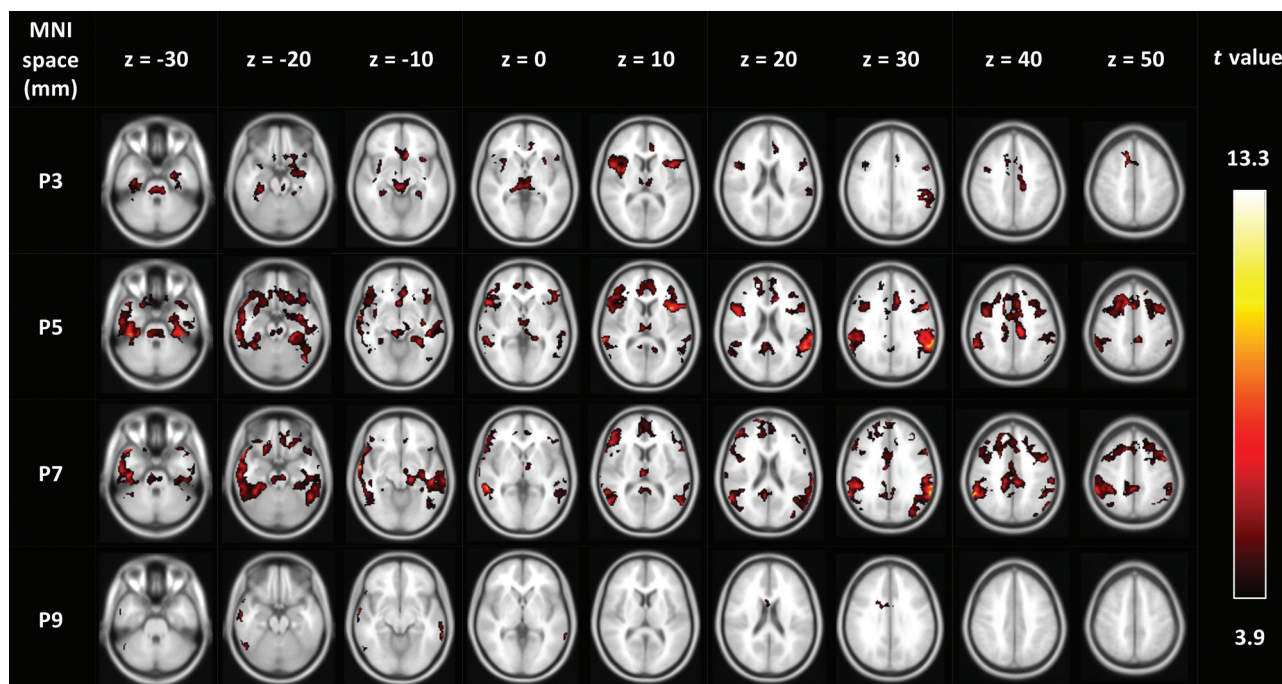 MNI
space
(mm)
z = -30 z = -20 z = -10 z = 0 z = 10 z = 20 z = 30 z = 40 z = 50 t value
P3
13.3
P5
P7
P9
3.9